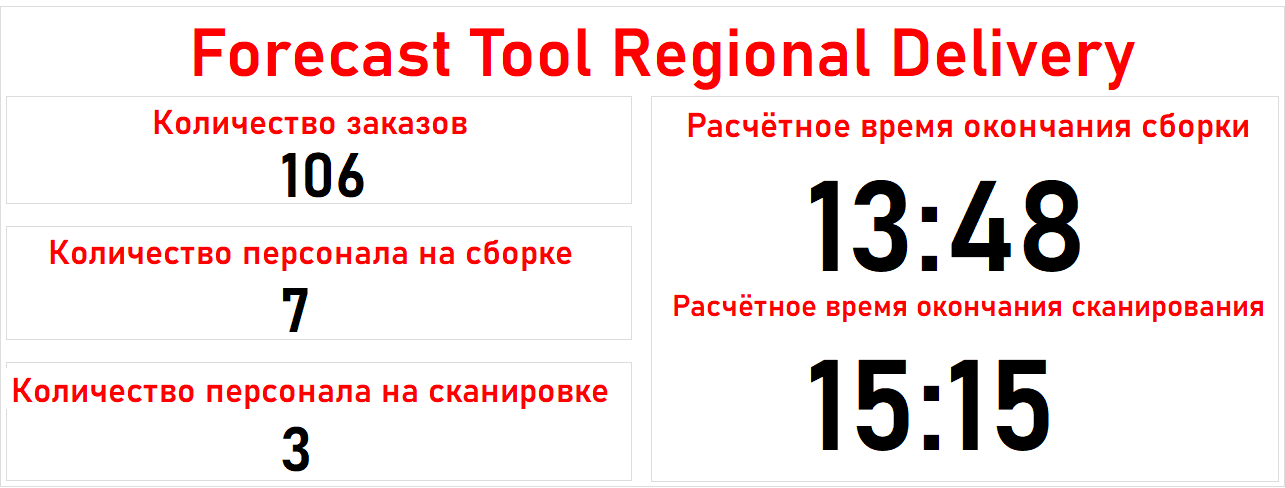 Forecast Tool Regional Delivery
Количество заказов
106
Количество персонала на сборке
7
Количество персонала на сканировке
3
Расчётное время окончания сборки
13:48
Расчётное время окончания сканирования
15:15